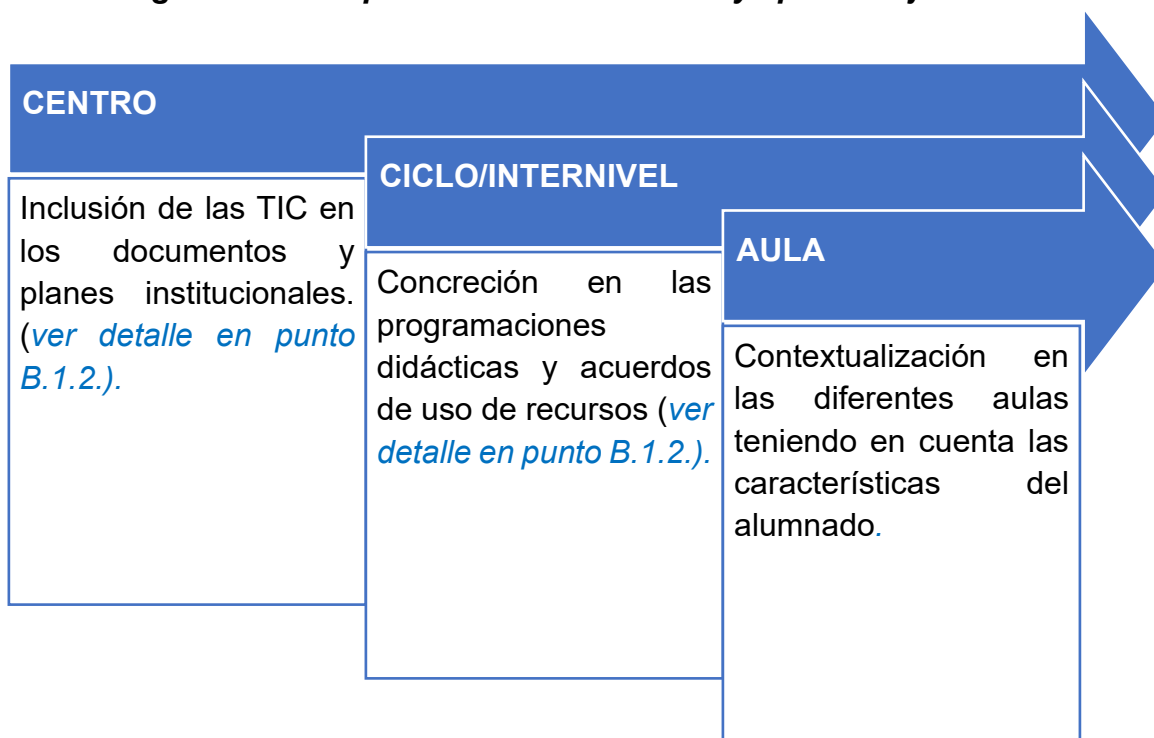 CENTRO
Inclusión de las TIC en
los documentos y
planes institucionales.
(ver detalle en punto
B.1.2.).
CICLO/INTERNIVEL
Concreción en las
programaciones
didácticas y acuerdos
de uso de recursos (ver
detalle en punto B.1.2.).
AULA
Contextualización en
las diferentes aulas
teniendo en cuenta las
características del
alumnado.